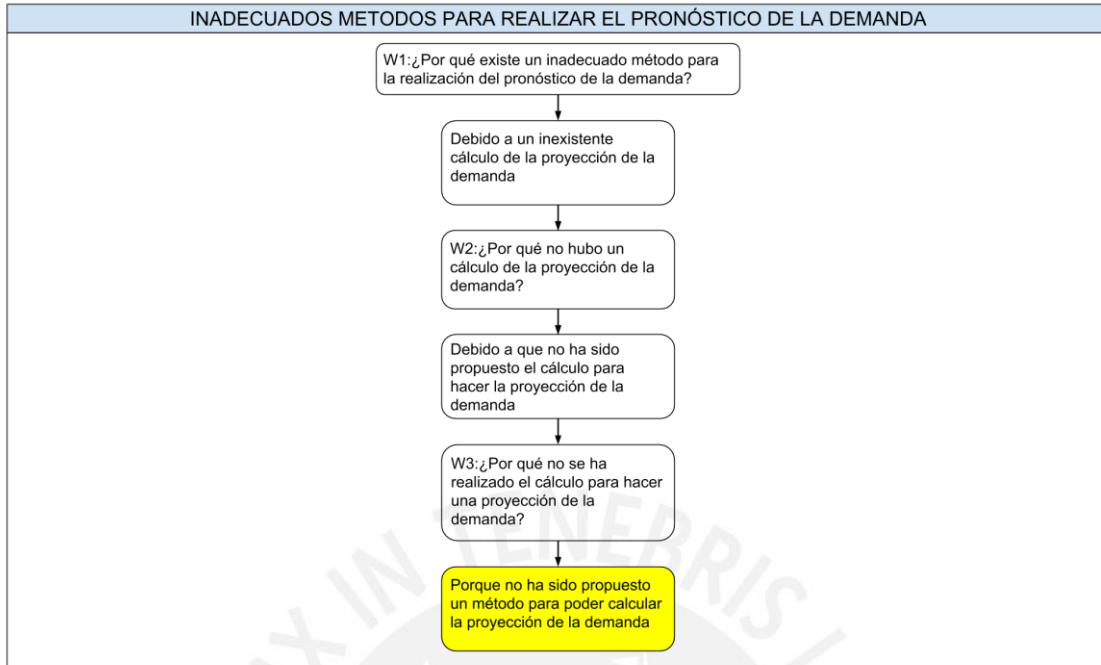 INADECUADOS METODOS PARA REALIZAR EL PRONÓSTICO DE LA DEMANDA
W1:¿Por qué existe un inadecuado método para
la realización del pronóstico de la demanda?
Debido a un inexistente
cálculo de la proyección de la
demanda
W2:¿Por qué no hubo un
cálculo de la proyección de la
demanda?
Debido a que no ha sido
propuesto el cálculo para
hacer la proyección de la
demanda
W3:¿Por qué no se ha
realizado el cálculo para hacer
una proyección de la
demanda?
Porque no ha sido propuesto
un método para poder calcular
la proyección de la demanda
IN TENEBRIS